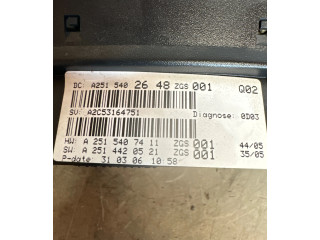 BC: A251 540 26 48 ZGS 001 Q02
SV: A2C53164751 Diagnose: 0D03
HW: A 251 540 74 11 ZGS 001 44/05
SW: A 251 442 05 21 ZGS 001 35/05
P-date: 31 03 06 10:58